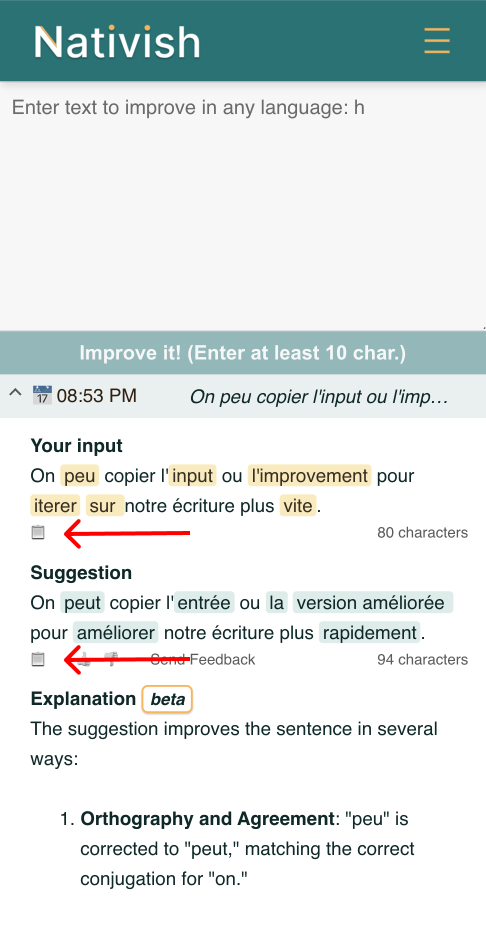 Nativish
Enter text to improve in any language: h
Improve it! (Enter at least 10 char.)
17 08:53 PM On peu copier l'input ou l'imp…
Your input
On peu copier l'input ou l'improvement pour
iterer sur notre écriture plus vite.
80 characters
Suggestion
On peut copier l'entrée ou la version améliorée
pour améliorer notre écriture plus rapidement.
Send Feedback 94 characters
Explanation beta
The suggestion improves the sentence in several
ways:
1. Orthography and Agreement: "peu" is
corrected to "peut," matching the correct
conjugation for "on."